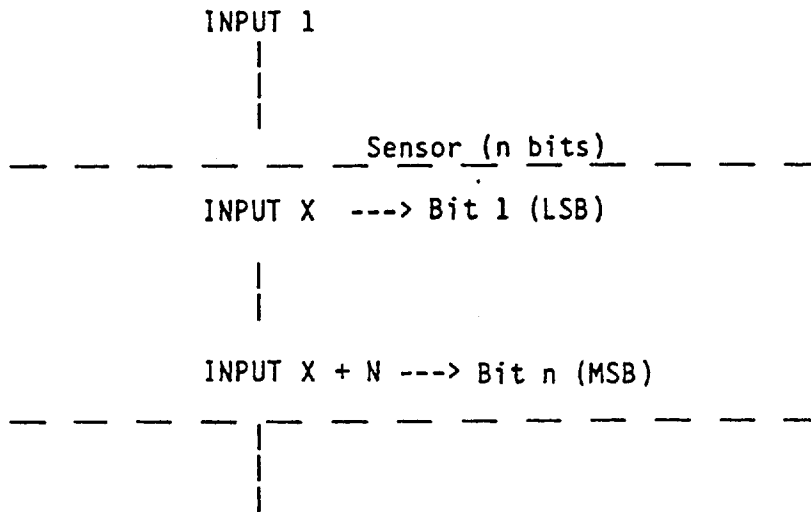 INPUT 1
Sensor (n bits)
INPUT X ---> Bit 1 (LSB)
INPUT X + N ---> Bit n (MSB)